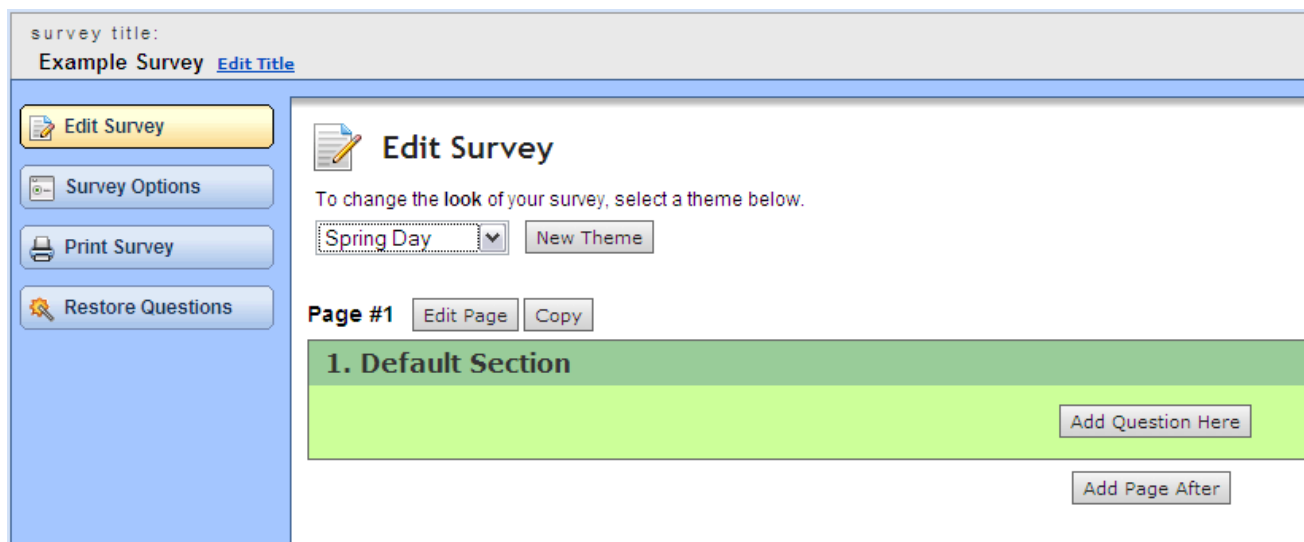 survey title:
Example Survey Edit Title
Edit Survey
Survey Options
Print Survey
Restore Questions
Edit Survey
To change the look of your survey, select a theme below.
Spring Day New Theme
Page #1 Edit Page Copy
1. Default Section
Add Question Here
Add Page After